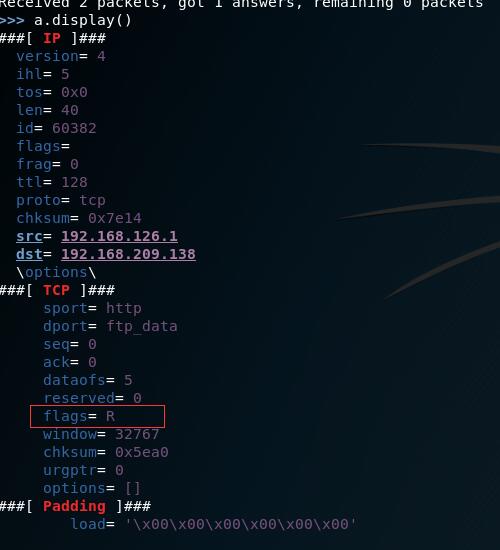 Received 2 packets, got 1 answers, remaining 0 packets
>>> a.display()
###[ IP ]###
version= 4
ihl= 5
tos= 0x0
len= 40
id= 60382
flags=
frag= 0
ttl= 128
proto= tcp
chksum= 0x7e14
src= 192.168.126.1
dst= 192.168.209.138
\options\
###[ TCP ]###
sport= http
dport= ftp_data
seq= 0
ack= 0
dataofs= 5
reserved= 0
flags= R
window= 32767
chksum= 0x5ea0
urgptr= 0
options= []
###[ Padding ]###
load= '\x00\x00\x00\x00\x00\x00'